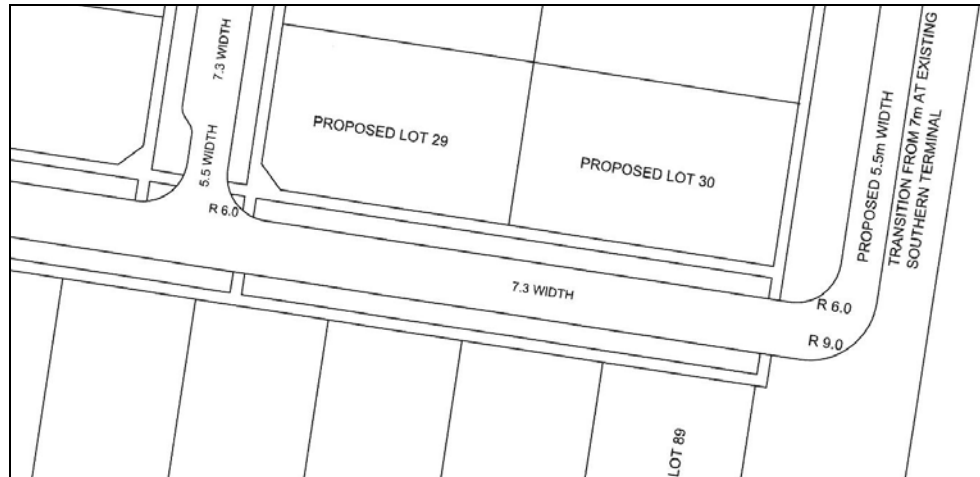 7.3 WIDTH
5.5 WIDTH
R 6.0
PROPOSED LOT 29
PROPOSED LOT 30
7.3 WIDTH
PROPOSED 5.5m WIDTH
TRANSITION FROM 7m AT EXISTING
SOUTHERN TERMINAL
R 6.0
R 9.0
LOT 89